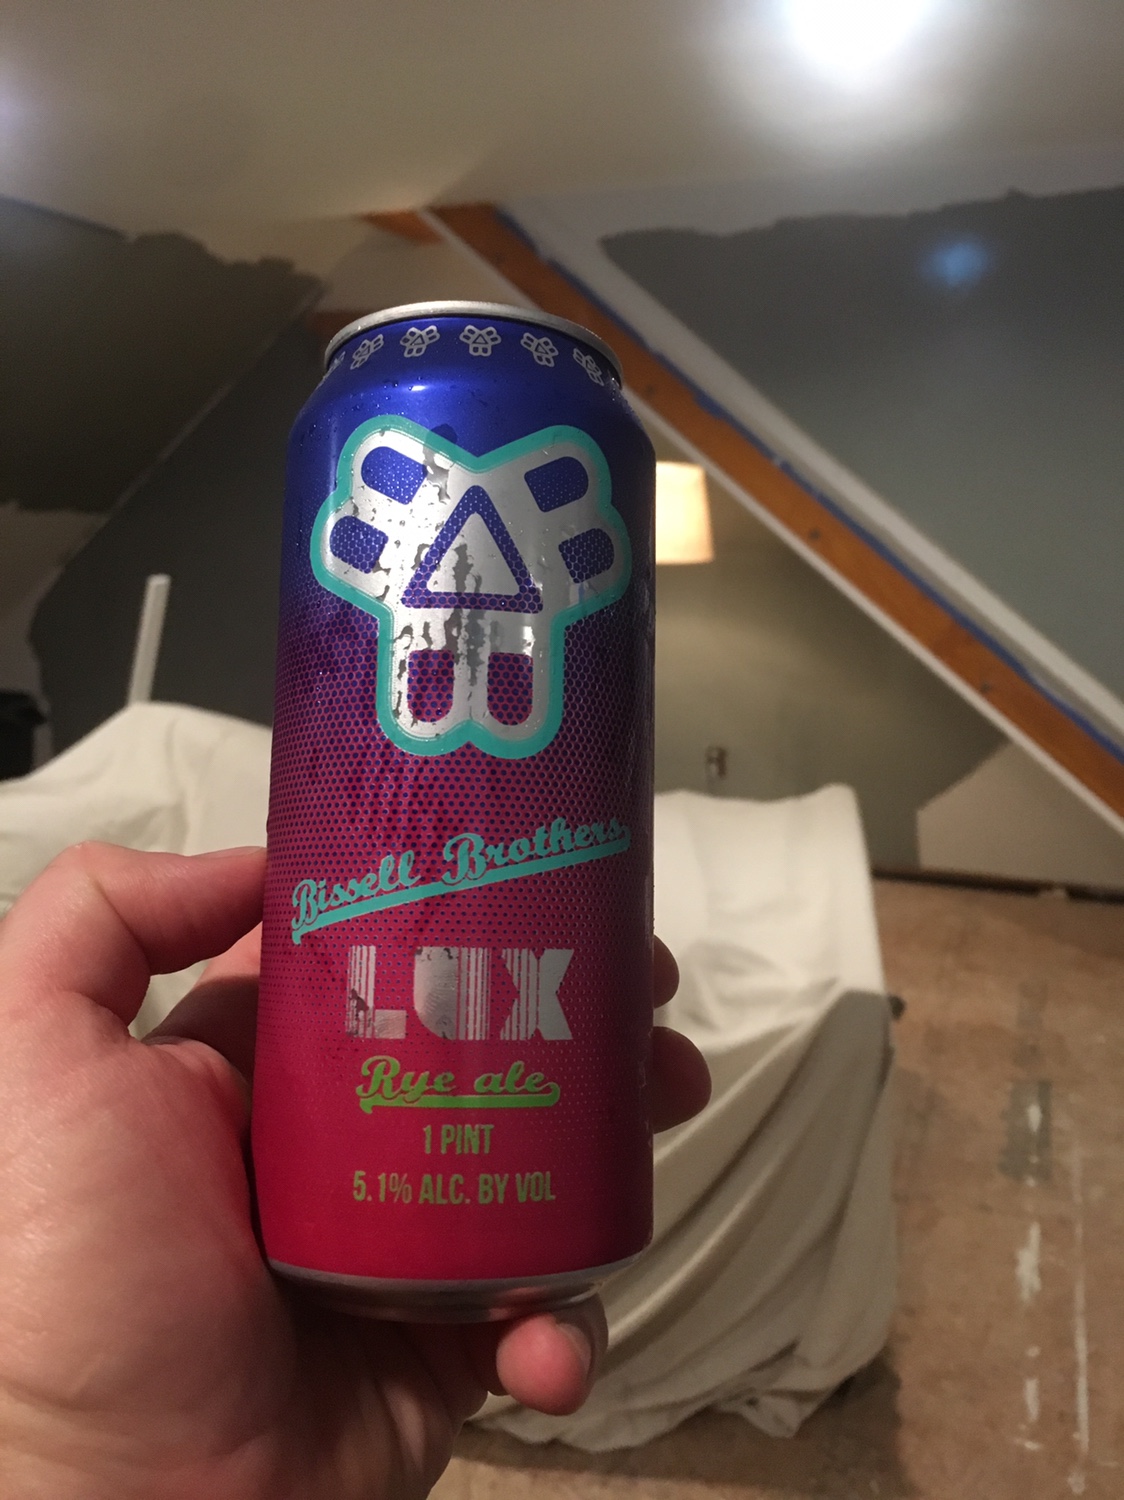 Bissell Brothers
LUX
Rye ale
1 PINT
5.1% ALC. BY VOL